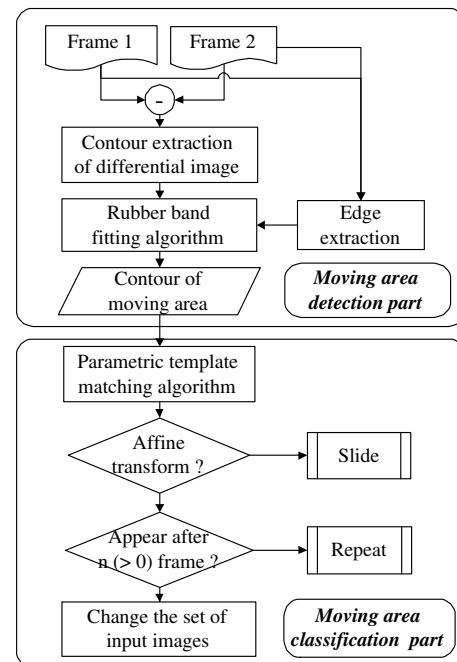 Frame 1
Frame 2
-
Contour extraction
of differential image
Rubber band
fitting algorithm
Edge
extraction
Contour of
moving area
Moving area
detection part
Parametric template
matching algorithm
Affine
transform ?
Slide
Appear after
n (> 0) frame ?
Repeat
Change the set of
input images
Moving area
classification part